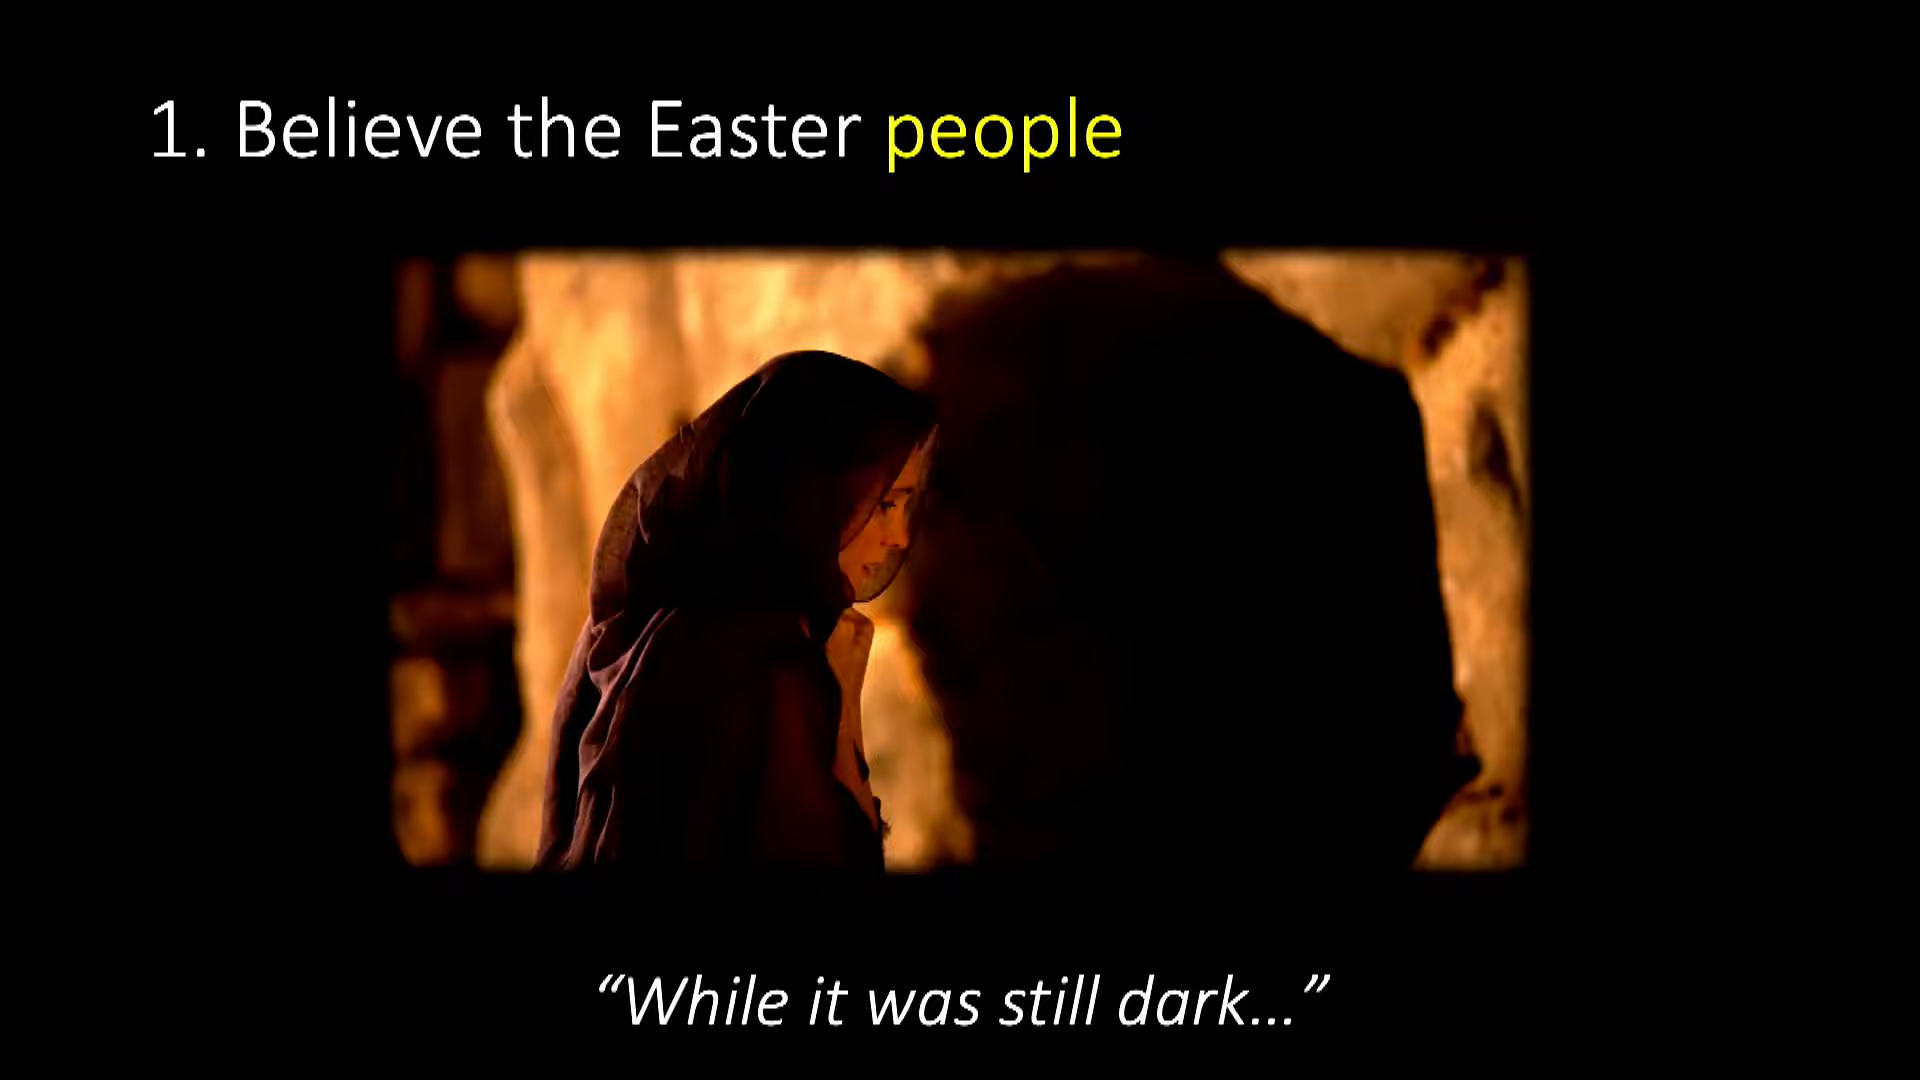 1. Believe the Easter people
“While it was still dark...”